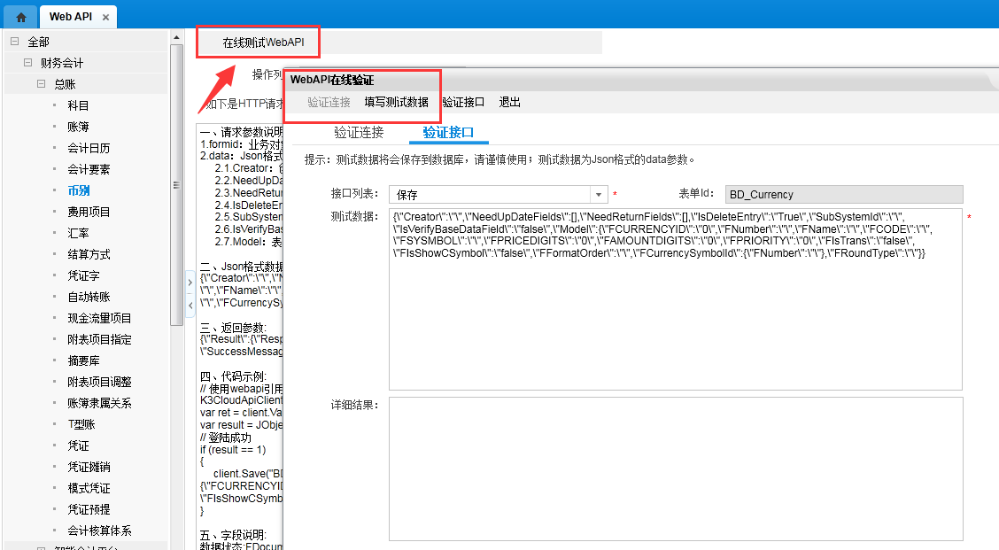 Web API ×
全部
财务会计
总账
科目
账簿
会计日历
会计要素
币别
费用项目
汇率
结算方式
凭证字
自动转账
现金流量项目
附表项目指定
摘要库
附表项目调整
账簿隶属关系
T型账
凭证
凭证摊销
模式凭证
凭证预提
会计核算体系
在线测试WebAPI
操作列
如下是HTTP请求
一、请求参数说明
1.formid：业务对象
2.data：Json格式
2.1.Creator：
2.2.NeedUpDa
2.3.NeedRetur
2.4.IsDeleteEn
2.5.SubSystem
2.6.IsVerifyBas
2.7.Model：表
二、Json格式数据
{\"Creator\":\"\",\"N
\"\",\"FName\":\"\",\
\"\",\"FCurrencySy
三、返回参数:
{\"Result\":{\"Resp
\"SuccessMessag
四、代码示例:
// 使用webapi引用
K3CloudApiClient
var ret = client.Va
var result = JObje
// 登陆成功
if (result == 1)
{
client.Save("BD
{\"FCURRENCYID
\"FIsShowCSymb
}
五、字段说明:
数据状态:FDocum
WebAPI在线验证
验证连接 填写测试数据 验证接口 退出
验证连接 验证接口
提示：测试数据将会保存到数据库，请谨慎使用；测试数据为Json格式的data参数。
接口列表： 保存 * 表单Id： BD_Currency
测试数据： *
{\"Creator\":\"\",\"NeedUpDateFields\":[],\"NeedReturnFields\":[],\"IsDeleteEntry\":\"True\",\"SubSystemId\":\"\",
\"IsVerifyBaseDataField\":\"false\",\"Model\":{\"FCURRENCYID\":\"0\",\"FNumber\":\"\",\"FName\":\"\",\"FCODE\":\"\",
\"FSYSMBOL\":\"\",\"FPRICEDIGITS\":\"0\",\"FAMOUNTDIGITS\":\"0\",\"FPRIORITY\":\"0\",\"FIsTrans\":\"false\",
\"FIsShowCSymbol\":\"false\",\"FFormatOrder\":\"\",\"FCurrencySymbolId\":{\"FNumber\":\"\"},\"FRoundType\":\"\"}}
详细结果：